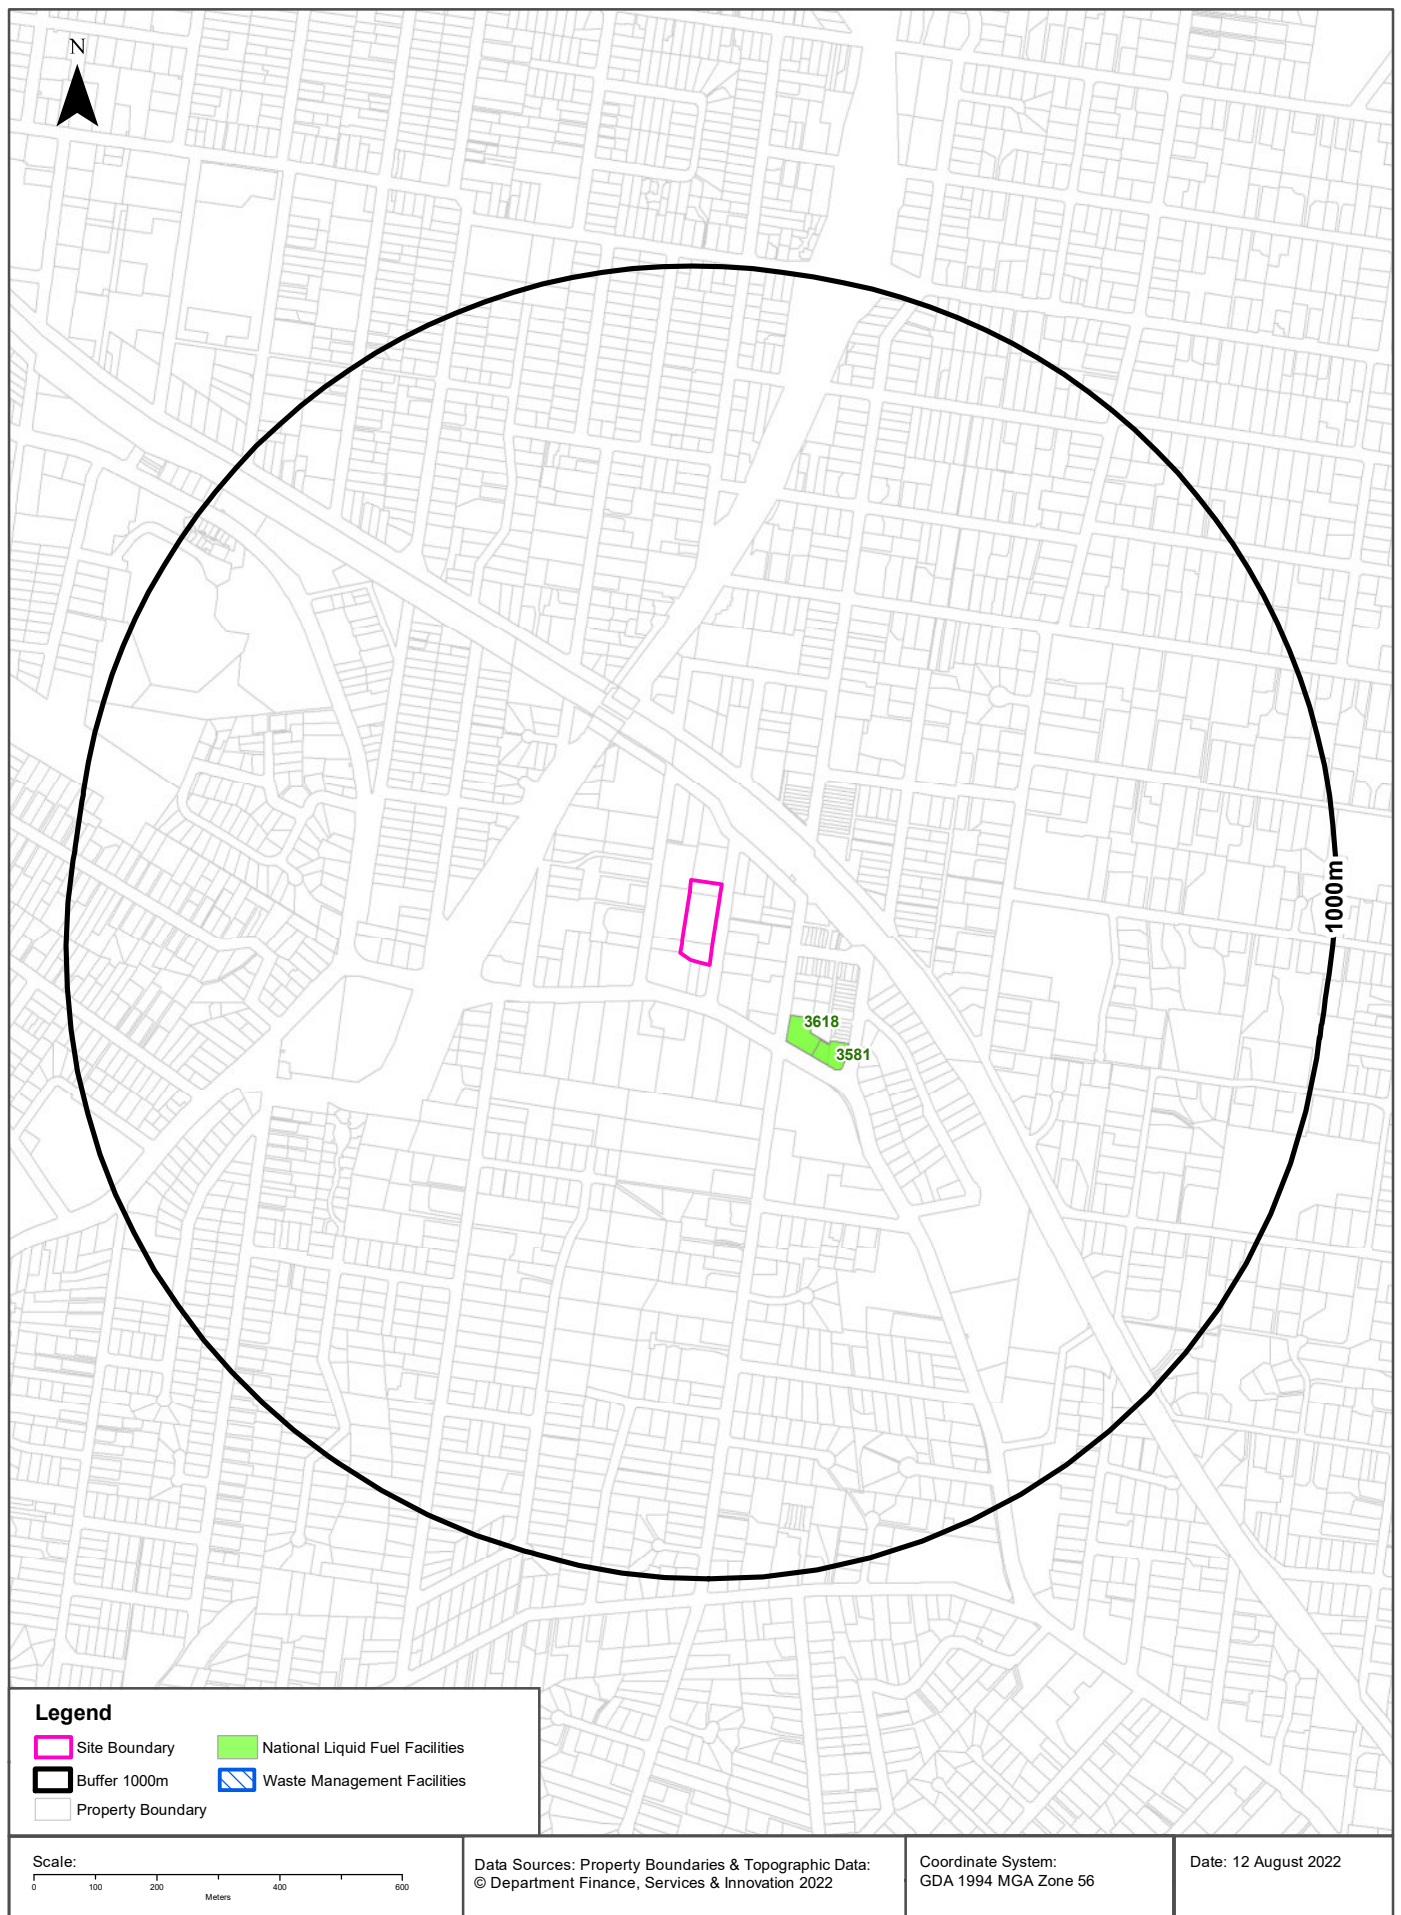 N
1000m
3618
3581
Legend
Site Boundary
National Liquid Fuel Facilities
Buffer 1000m
Waste Management Facilities
Property Boundary
Scale:
0 100 200 400 600
Meters
Data Sources: Property Boundaries & Topographic Data:
© Department Finance, Services & Innovation 2022
Coordinate System:
GDA 1994 MGA Zone 56
Date: 12 August 2022